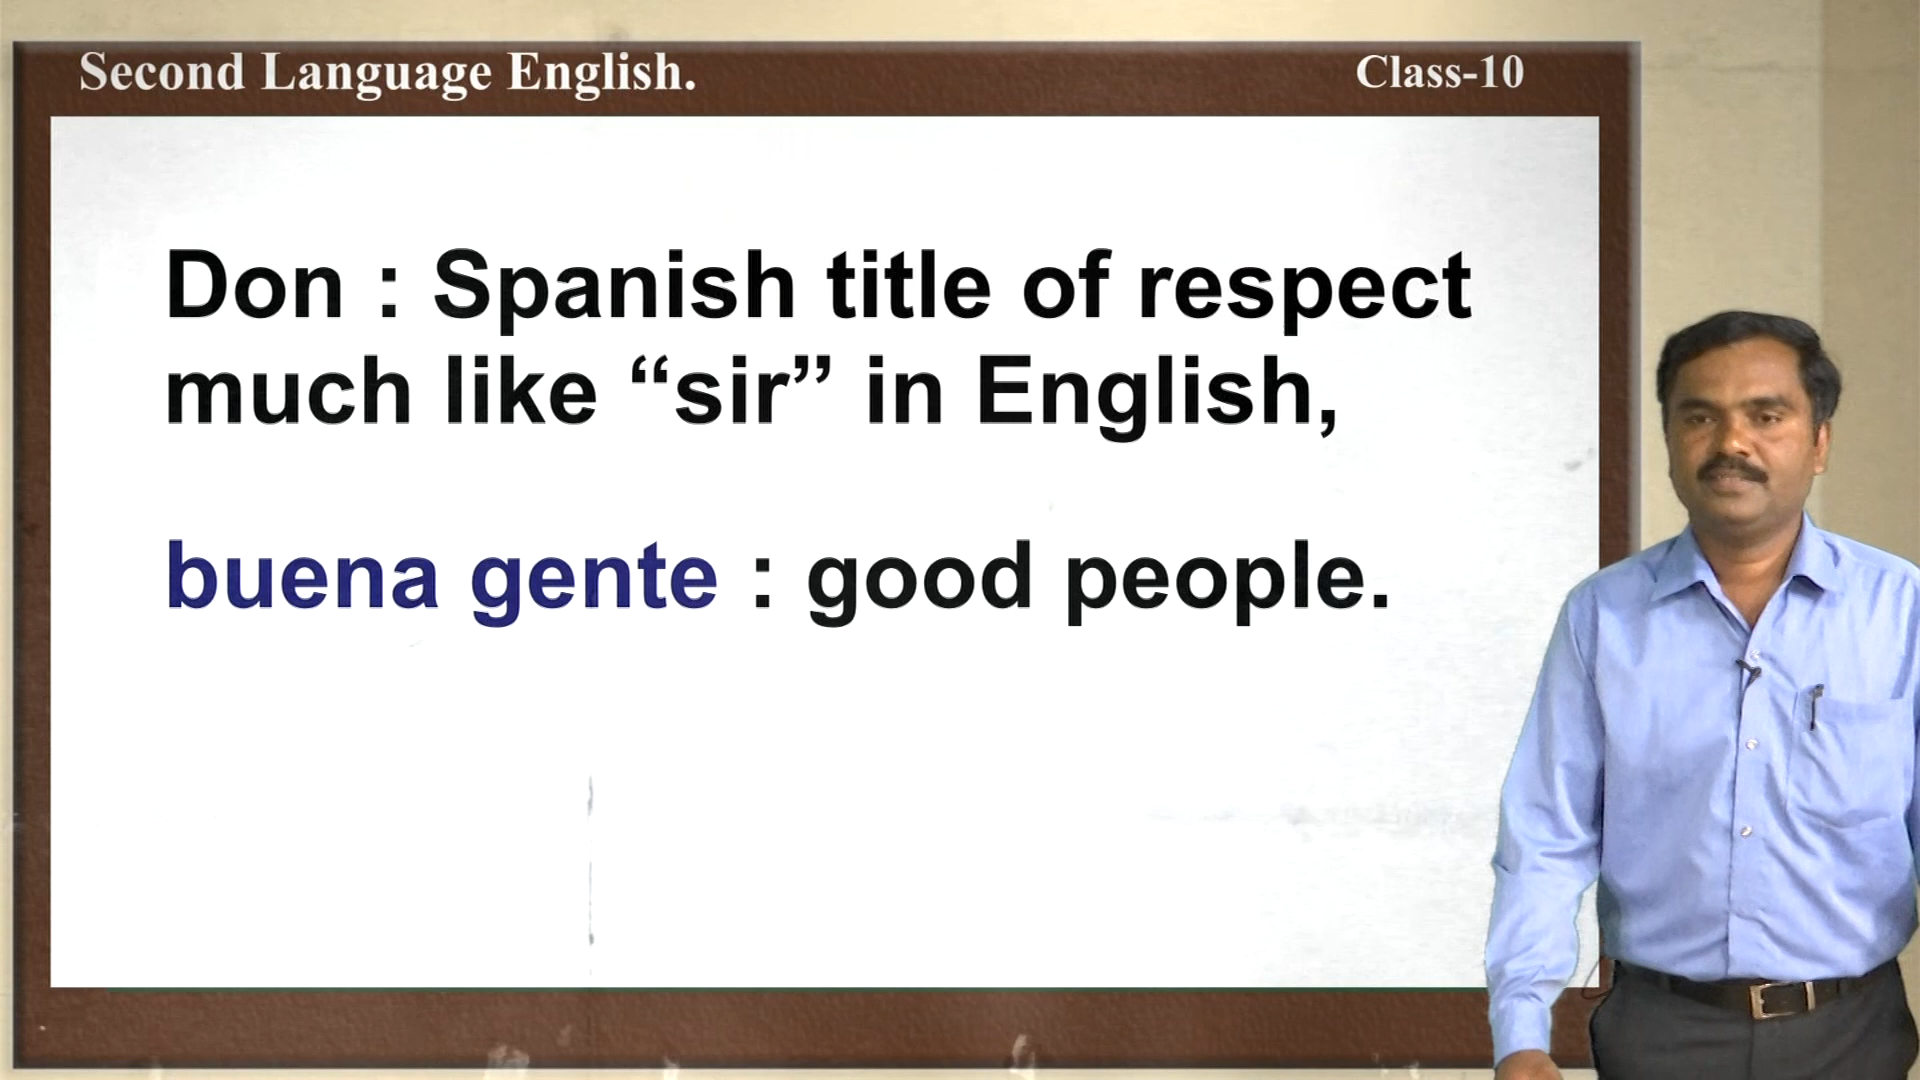 Second Language English.
Class-10
Don : Spanish title of respect
much like “sir” in English,
buena gente : good people.